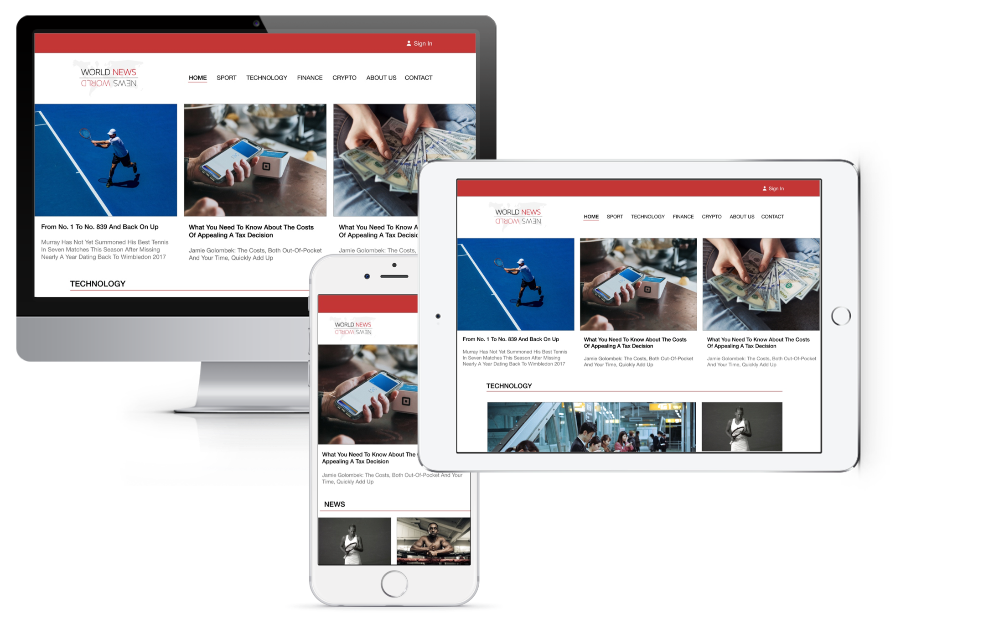 Sign In
WORLD NEWS
WORLD NEWS
HOME SPORT TECHNOLOGY FINANCE CRYPTO ABOUT US CONTACT
From No. 1 To No. 839 And Back On Up
Murray Has Not Yet Summoned His Best Tennis
In Seven Matches This Season After Missing
Nearly A Year Dating Back To Wimbledon 2017
What You Need To Know About The Costs
Of Appealing A Tax Decision
Jamie Golombek: The Costs, Both Out-Of-Pocket
And Your Time, Quickly Add Up
What You Need To Know A
Of Appealing A Tax Decisi
Jamie Golombek: The Costs,
TECHNOLOGY
WORLD NEWS
WORLD NEWS
What You Need To Know About The
Appealing A Tax Decision
Jamie Golombek: The Costs, Both Out-Of-Pocket And Your
Time, Quickly Add Up
NEWS
Sign In
WORLD NEWS
WORLD NEWS
HOME SPORT TECHNOLOGY FINANCE CRYPTO ABOUT US CONTACT
From No. 1 To No. 839 And Back On Up
Murray Has Not Yet Summoned His Best Tennis
In Seven Matches This Season After Missing
Nearly A Year Dating Back To Wimbledon 2017
What You Need To Know About The Costs
Of Appealing A Tax Decision
Jamie Golombek: The Costs, Both Out-Of-Pocket
And Your Time, Quickly Add Up
What You Need To Know About The Costs
Of Appealing A Tax Decision
Jamie Golombek: The Costs, Both Out-Of-Pocket
And Your Time, Quickly Add Up
TECHNOLOGY